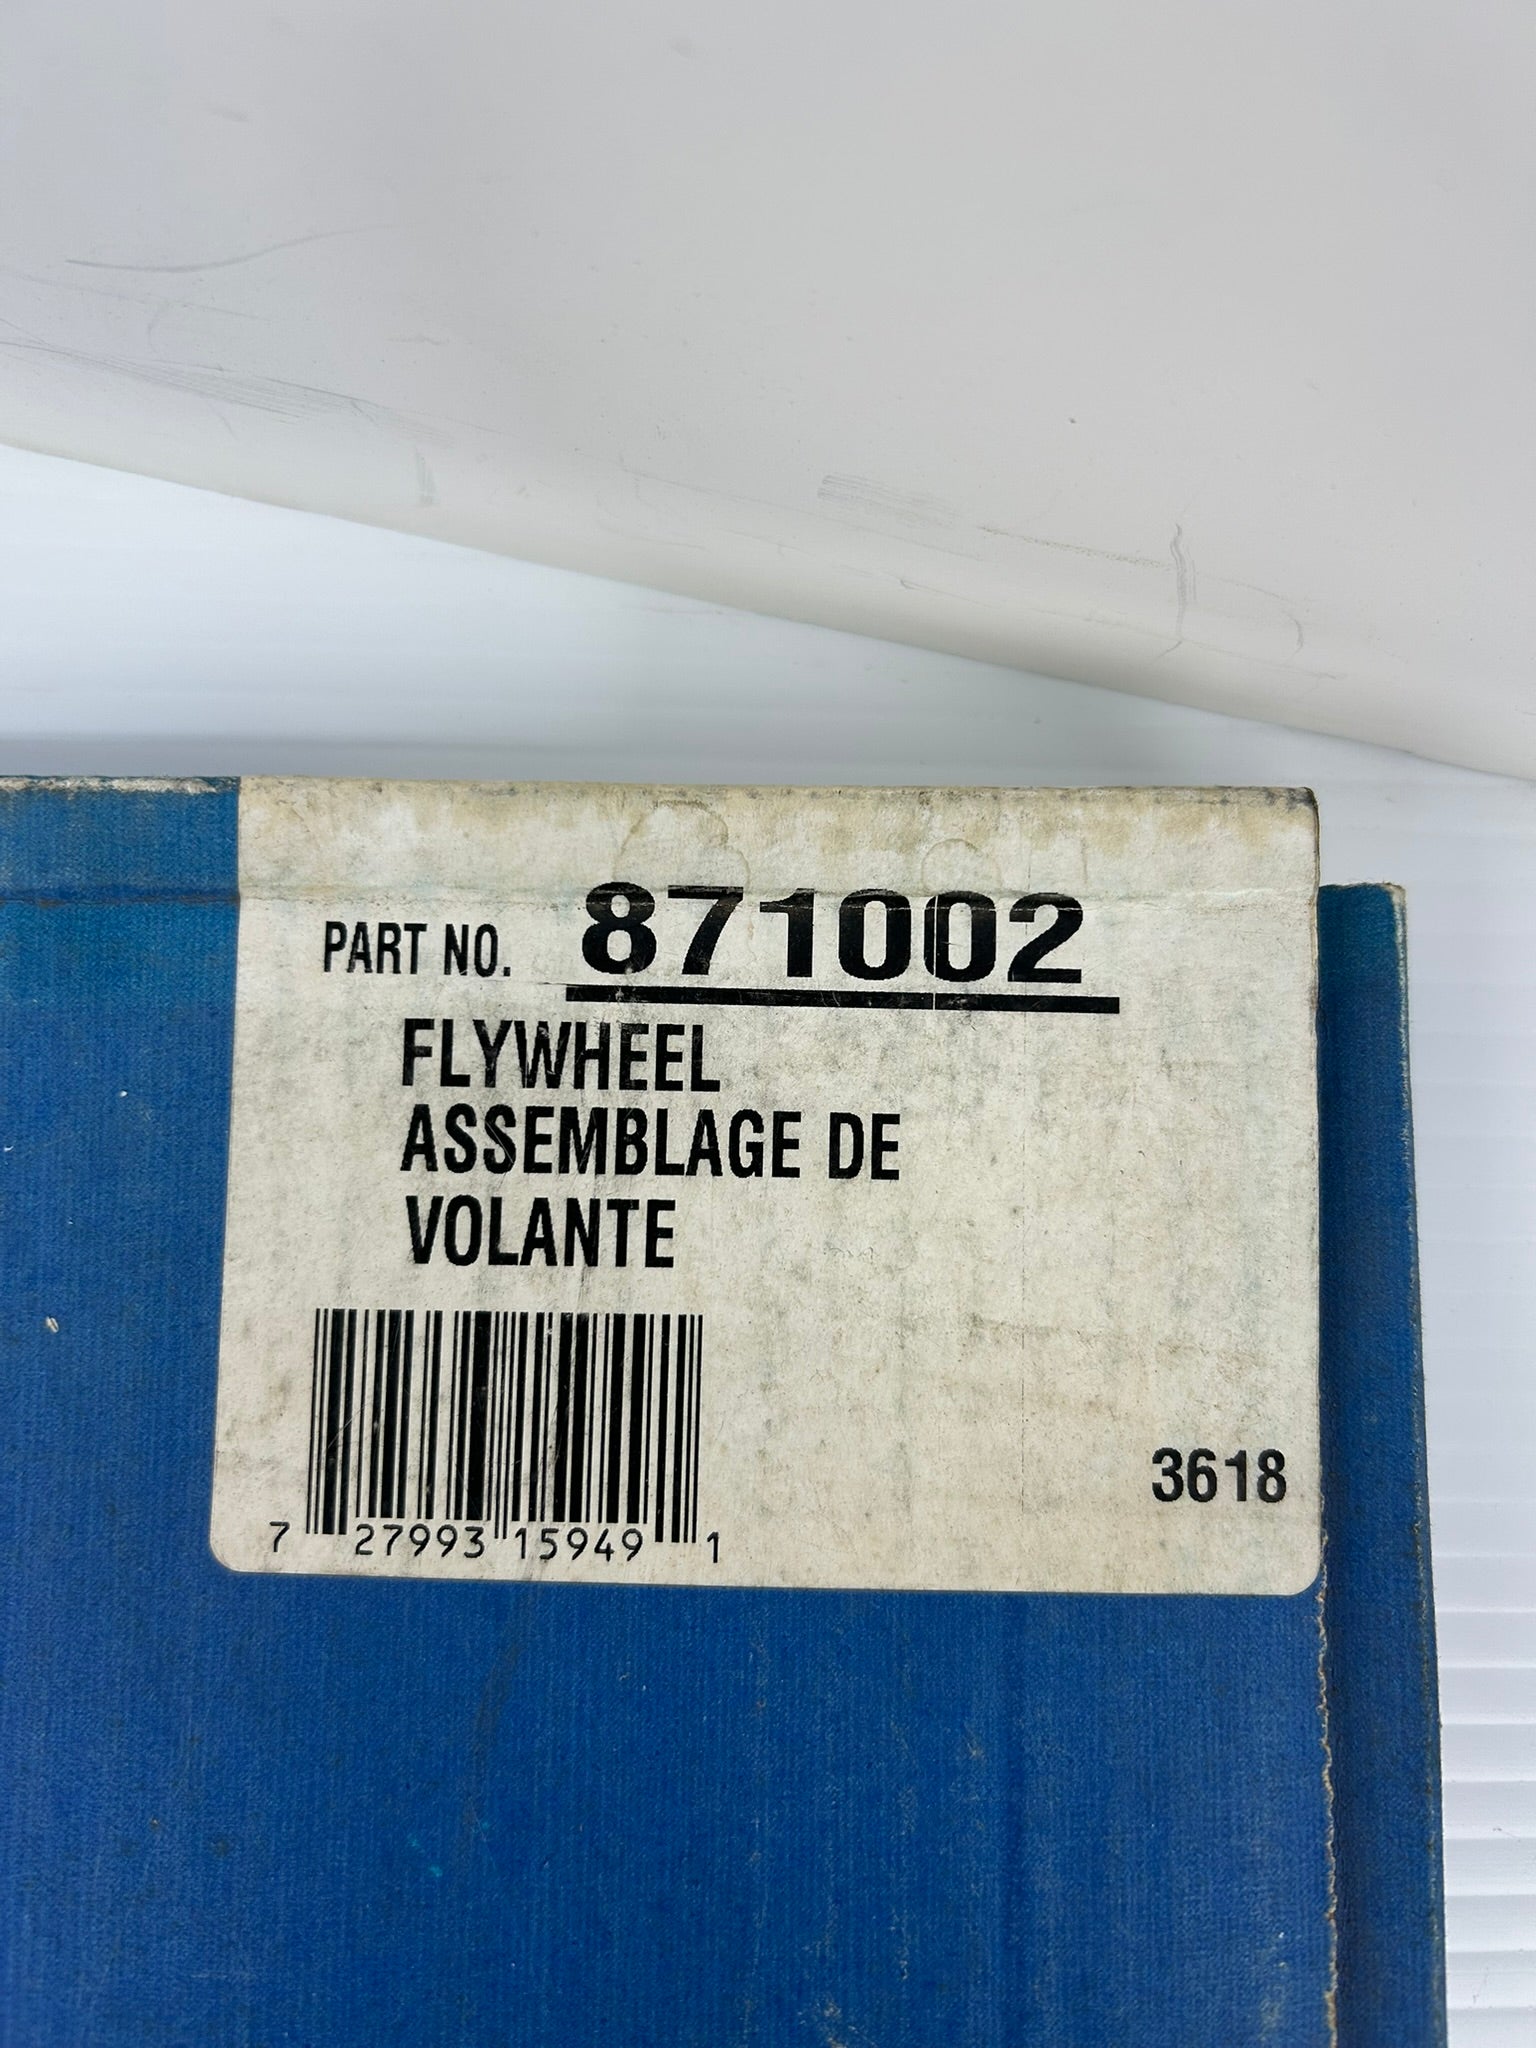 PART NO. 871002
FLYWHEEL
ASSEMBLAGE DE
VOLANTE
3618
7 27993 15949 1